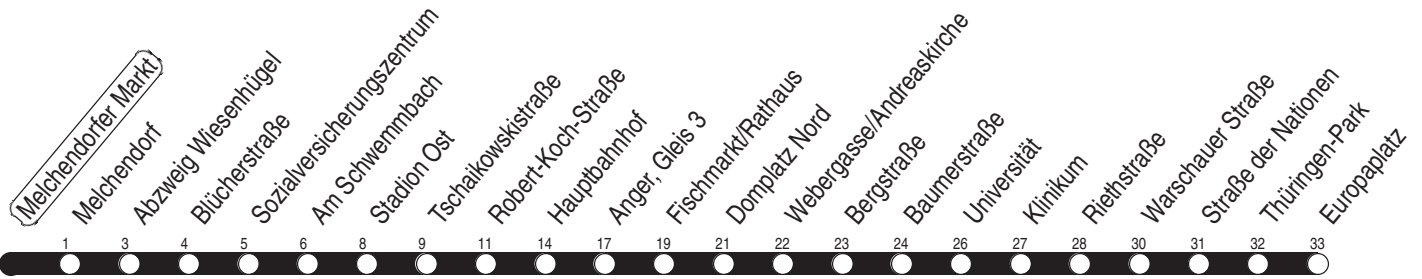 Melchendorfer Markt
Melchendorf
Abzweig Wiesenhügel
Blücherstraße
Sozialversicherungszentrum
Am Schwemmbach
Stadion Ost
Tschaikowskistraße
Robert-Koch-Straße
Hauptbahnhof
Anger, Gleis 3
Fischmarkt/Rathaus
Domplatz Nord
Webergasse/Andreaskirche
Bergstraße
Baumerstraße
Universität
Klinikum
Riethstraße
Warschauer Straße
Straße der Nationen
Thüringen-Park
Europaplatz
1 3 4 5 6 8 9 11 14 17 19 21 22 23 24 26 27 28 30 31 32 33